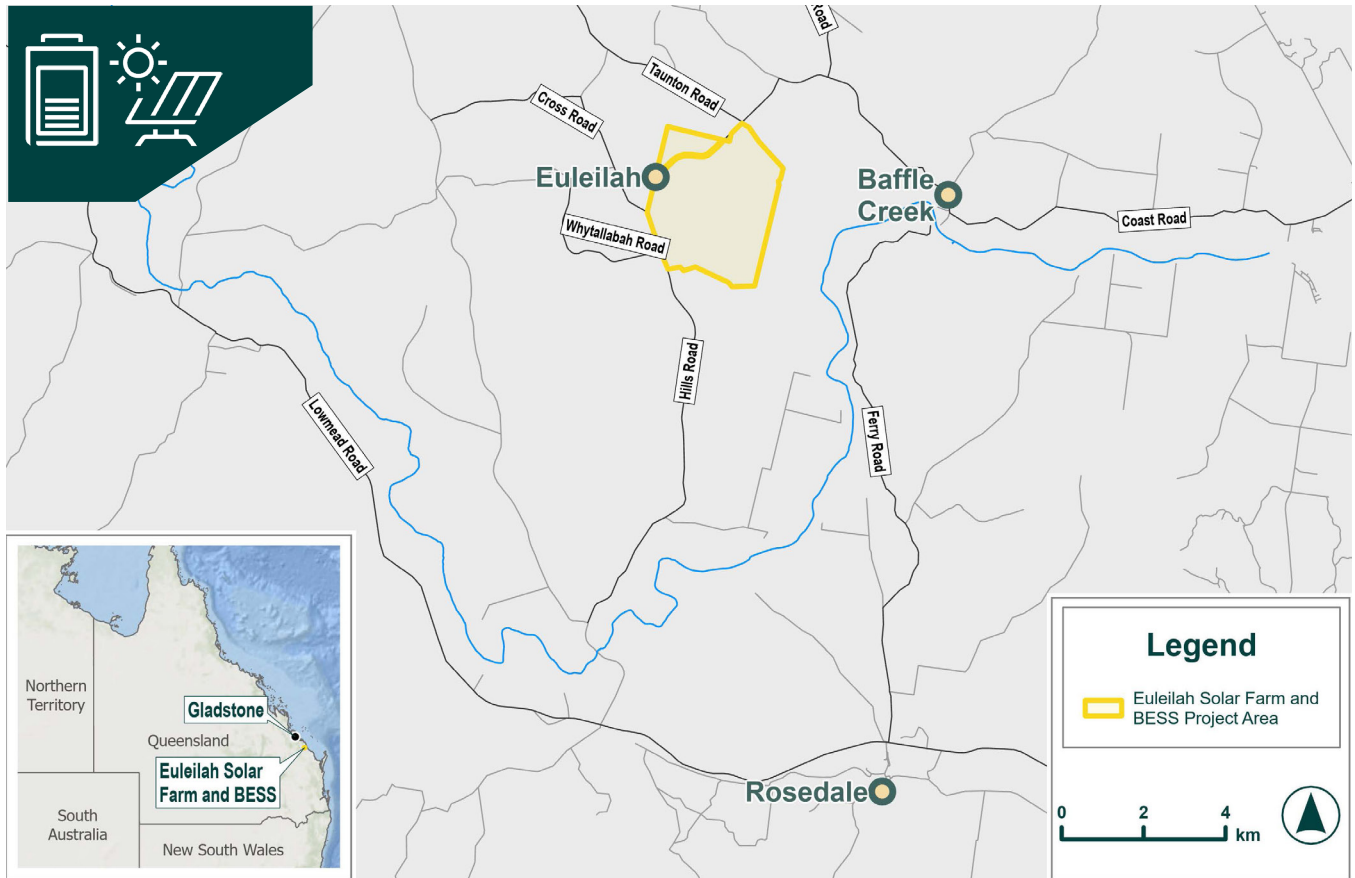 Road
Taunton Road
Cross Road
Euleilah
Baffle
Creek
Coast Road
Whytallabah Road
Hills Road
Lowmead Road
Ferry Road
Rosedale
Northern
Territory
Gladstone
Queensland
Euleilah Solar
Farm and BESS
South
Australia
New South Wales
Legend
Euleilah Solar Farm and
BESS Project Area
0 2 4
km